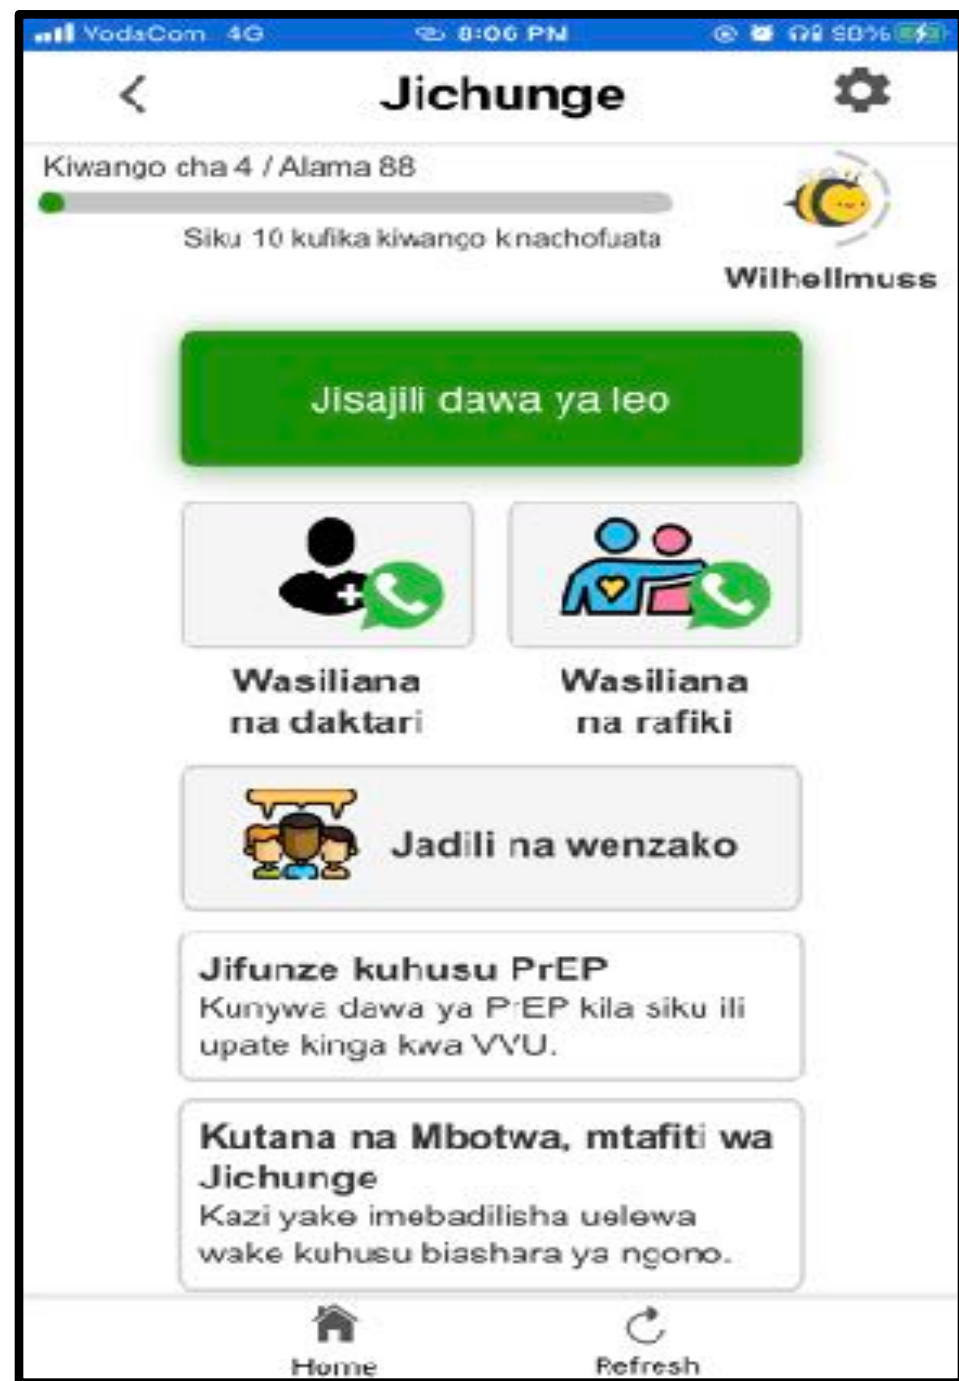 VodaCom 4G 8:06 PM 90%
Jichunge
Kiwango cha 4 / Alama 88
Siku 10 kufika kiwango kinachofuata
Wilhellmuss
Jisajili dawa ya leo
Wasiliana na daktari
Wasiliana na rafiki
Jadili na wenzako
Jifunze kuhusu PrEP
Kunywa dawa ya PrEP kila siku ili
upate kinga kwa VVU.
Kutana na Mbotwa, mtafiti wa
Jichunge
Kazi yake imebadilisha uelewa
wake kuhusu biashara ya ngono.
Home Refresh